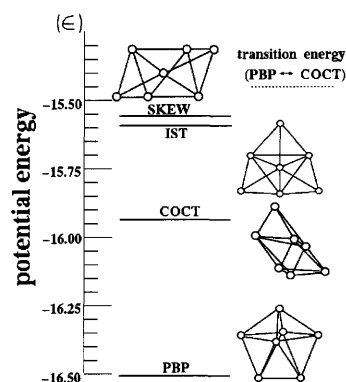 (ϵ)
transition energy
(PBP ↔ COCT)
−15.50
SKEW
IST
−15.75
COCT
−16.00
−16.25
PBP
−16.50
potential energy